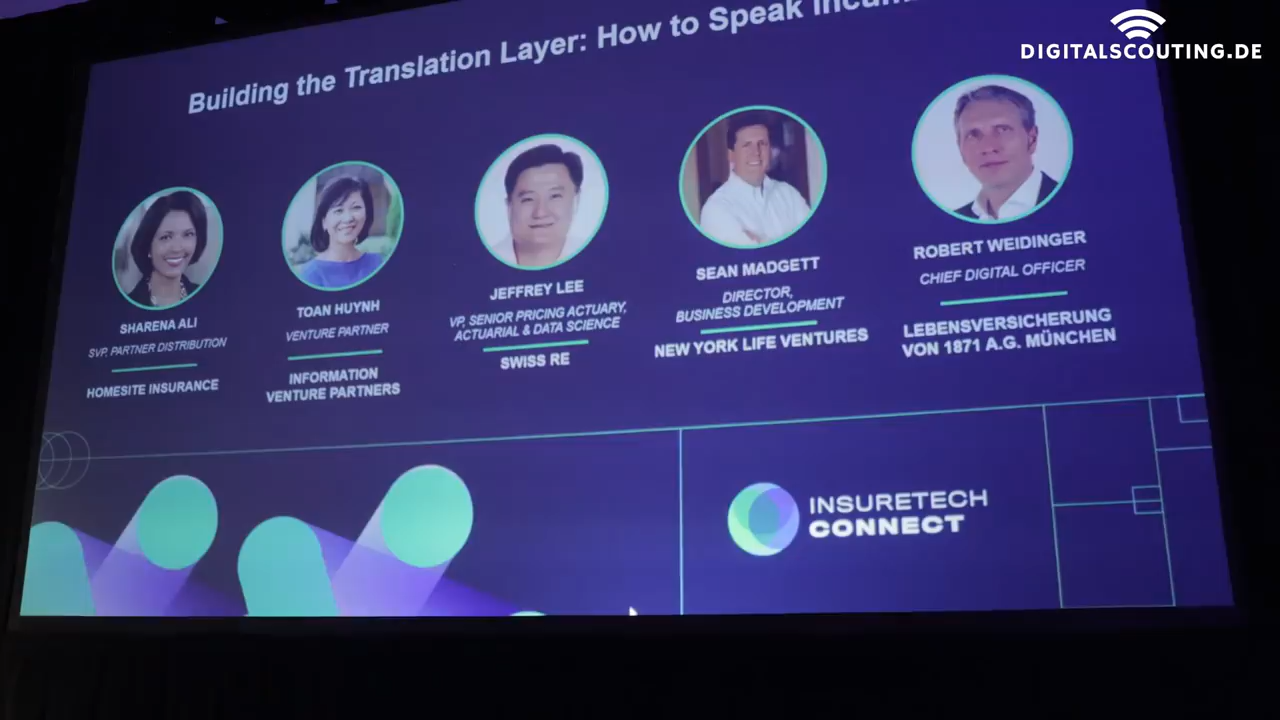 DIGITALSCOUTING.DE
Building the Translation Layer: How to Speak
SHARENA ALI
SVP, PARTNER DISTRIBUTION
HOMESITE INSURANCE
TOAN HUYNH
VENTURE PARTNER
INFORMATION
VENTURE PARTNERS
JEFFREY LEE
VP, SENIOR PRICING ACTUARY,
ACTUARIAL & DATA SCIENCE
SWISS RE
SEAN MADGETT
DIRECTOR,
BUSINESS DEVELOPMENT
NEW YORK LIFE VENTURES
ROBERT WEIDINGER
CHIEF DIGITAL OFFICER
LEBENSVERSICHERUNG
VON 1871 A.G. MÜNCHEN
INSURETECH
CONNECT